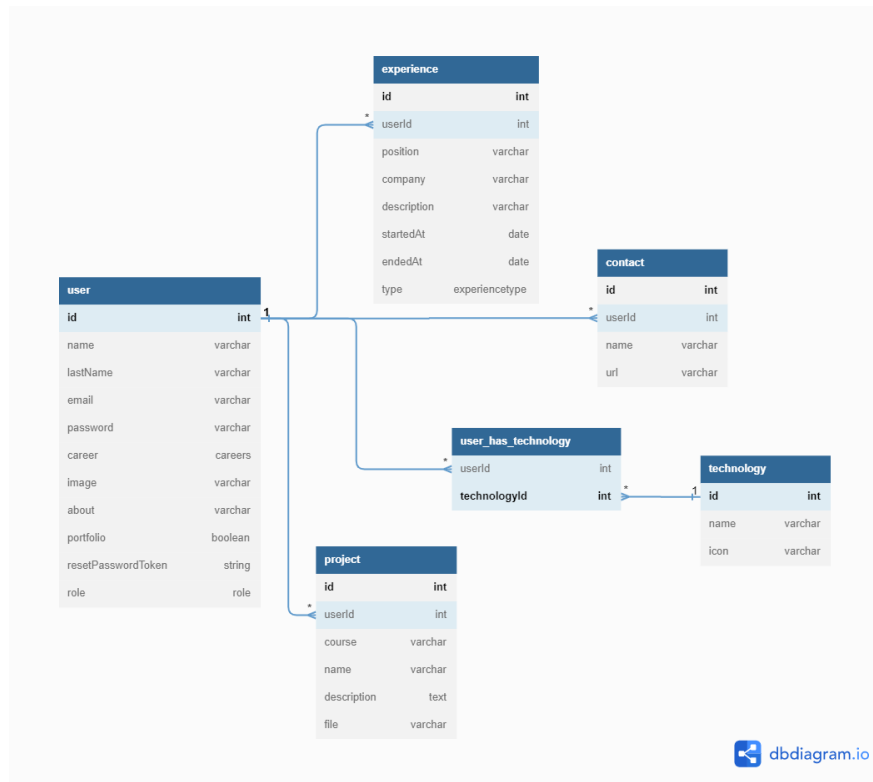 experience
id int
* userId int
position varchar
company varchar
description varchar
startedAt date
endedAt date
type experiencetype
contact
id int
* userId int
name varchar
url varchar
user
id int 1
name varchar
lastName varchar
email varchar
password varchar
career careers
image varchar
about varchar
portfolio boolean
resetPasswordToken string
role role
user_has_technology
* userId int
technologyId int *
technology
1 id int
name varchar
icon varchar
project
id int
* userId int
course varchar
name varchar
description text
file varchar
dbdiagram.io